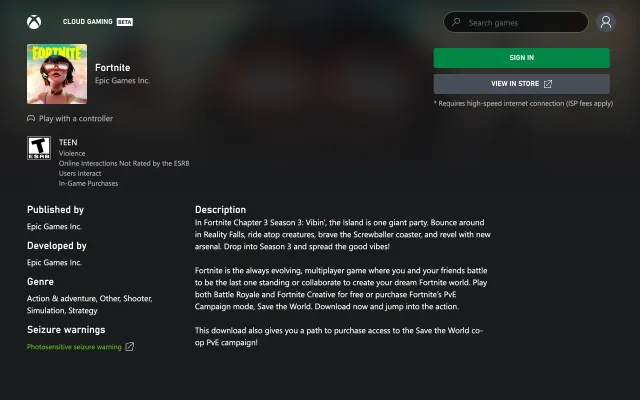 CLOUD GAMING BETA
Search games
FORTNITE
Fortnite
Epic Games Inc.
SIGN IN
VIEW IN STORE
* Requires high-speed internet connection (ISP fees apply)
Play with a controller
T
ESRB
TEEN
Violence
Online Interactions Not Rated by the ESRB
Users Interact
In-Game Purchases
Published by
Epic Games Inc.
Developed by
Epic Games Inc.
Genre
Action & adventure, Other, Shooter,
Simulation, Strategy
Seizure warnings
Photosensitive seizure warning
Description
In Fortnite Chapter 3 Season 3: Vibin', the Island is one giant party. Bounce around
in Reality Falls, ride atop creatures, brave the Screwballer coaster, and revel with new
arsenal. Drop into Season 3 and spread the good vibes!
Fortnite is the always evolving, multiplayer game where you and your friends battle
to be the last one standing or collaborate to create your dream Fortnite world. Play
both Battle Royale and Fortnite Creative for free or purchase Fortnite's PvE
Campaign mode, Save the World. Download now and jump into the action.
This download also gives you a path to purchase access to the Save the World co-
op PvE campaign!